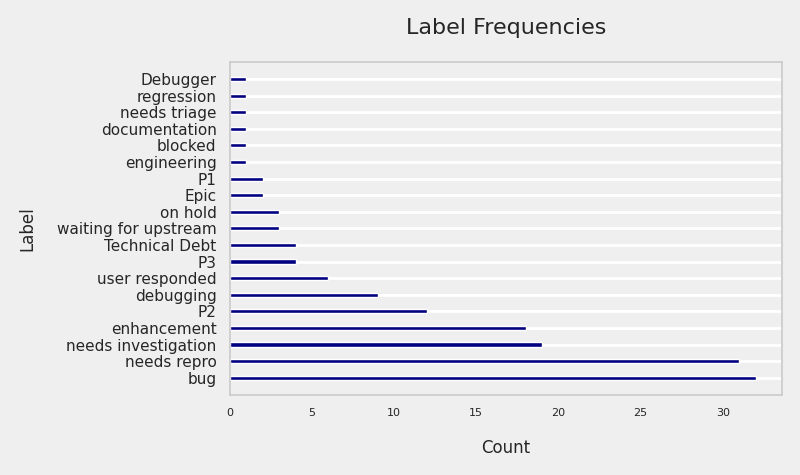 Label Frequencies
Debugger
regression
needs triage
documentation
blocked
engineering
P1
Epic
on hold
waiting for upstream
Technical Debt
P3
user responded
debugging
P2
enhancement
needs investigation
needs repro
bug
Label
0 5 10 15 20 25 30
Count